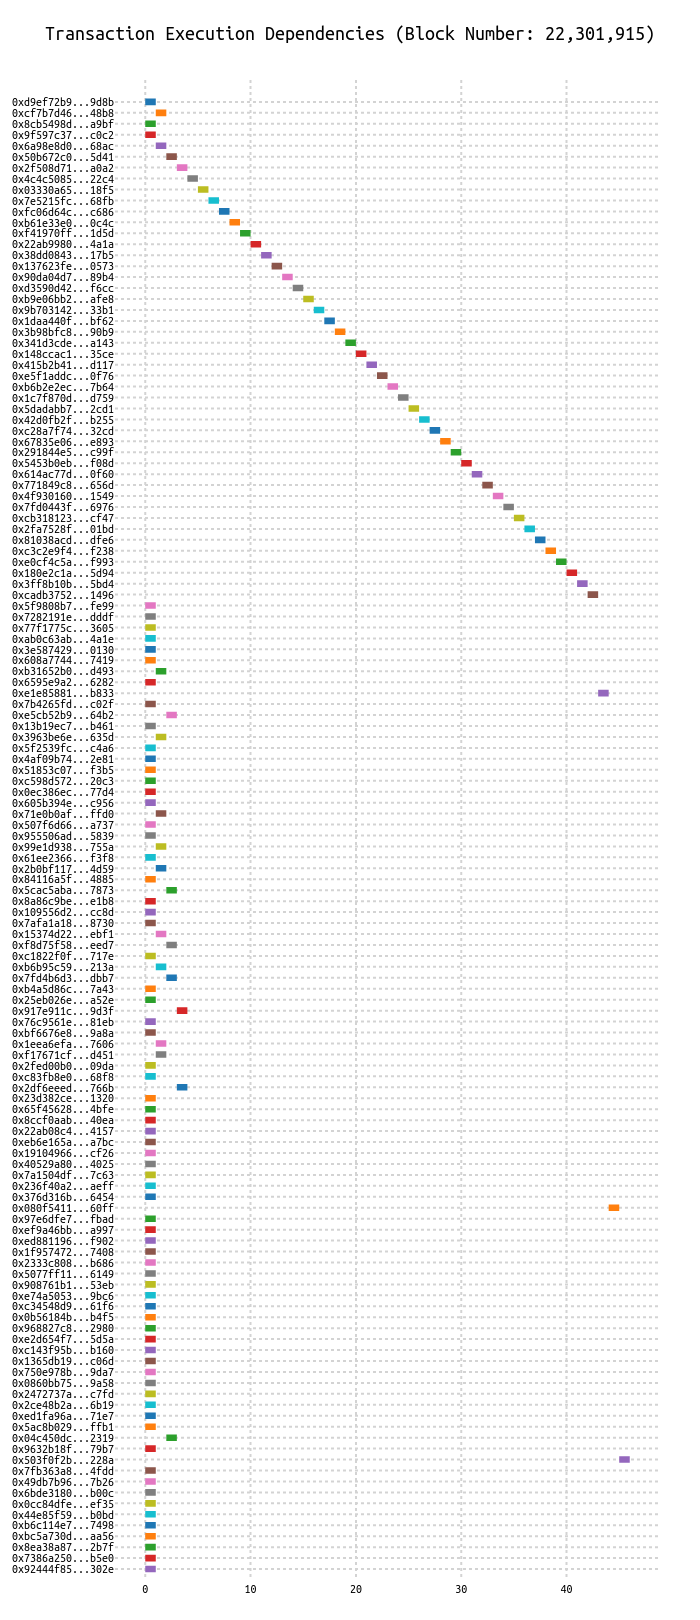 Transaction Execution Dependencies (Block Number: 22,301,915)
0xd9ef72b9...9d8b
0xcf7b7d46...48b8
0x8cb5498d...a9bf
0x9f597c37...c0c2
0x6a98e8d0...68ac
0x50b672c0...5d41
0x2f508d71...a0a2
0x4c4c5085...22c4
0x03330a65...18f5
0x7e5215fc...68fb
0xfc06d64c...c686
0xb61e33e0...0c4c
0xf41970ff...1d5d
0x22ab9980...4a1a
0x38dd0843...17b5
0x137623fe...0573
0x90da04d7...89b4
0xd3590d42...f6cc
0xb9e06bb2...afe8
0x9b703142...33b1
0x1daa440f...bf62
0x3b98bfc8...90b9
0x341d3cde...a143
0x148ccac1...35ce
0x415b2b41...d117
0xe5f1addc...0f76
0xb6b2e2ec...7b64
0x1c7f870d...d759
0x5dadabb7...2cd1
0x42d0fb2f...b255
0xc28a7f74...32cd
0x67835e06...e893
0x291844e5...c99f
0x5453b0eb...f08d
0x614ac77d...0f60
0x771849c8...656d
0x4f930160...1549
0x7fd0443f...6976
0xcb318123...cf47
0x2fa7528f...01bd
0x81038acd...dfe6
0xc3c2e9f4...f238
0xe0cf4c5a...f993
0x180e2c1a...5d94
0x3ff8b10b...5bd4
0xcadb3752...1496
0x5f9808b7...fe99
0x7282191e...dddf
0x77f1775c...3605
0xab0c63ab...4a1e
0x3e587429...0130
0x608a7744...7419
0xb31652b0...d493
0x6595e9a2...6282
0xe1e85881...b833
0x7b4265fd...c02f
0xe5cb52b9...64b2
0x13b19ec7...b461
0x3963be6e...635d
0x5f2539fc...c4a6
0x4af09b74...2e81
0x51853c07...f3b5
0xc598d572...20c3
0x0ec386ec...77d4
0x605b394e...c956
0x71e0b0af...ffd0
0x507f6d66...a737
0x955506ad...5839
0x99e1d938...755a
0x61ee2366...f3f8
0x2b0bf117...4d59
0x84116a5f...4885
0x5cac5aba...7873
0x8a86c9be...e1b8
0x109556d2...cc8d
0x7afa1a18...8730
0x15374d22...ebf1
0xf8d75f58...eed7
0xc1822f0f...717e
0xb6b95c59...213a
0x7fd4b6d3...dbb7
0xb4a5d86c...7a43
0x25eb026e...a52e
0x917e911c...9d3f
0x76c9561e...81eb
0xbf6676e8...9a8a
0x1eea6efa...7606
0xf17671cf...d451
0x2fed00b0...09da
0xc83fb8e0...68f8
0x2df6eeed...766b
0x23d382ce...1320
0x65f45628...4bfe
0x8ccf0aab...40ea
0x22ab08c4...4157
0xeb6e165a...a7bc
0x19104966...cf26
0x40529a80...4025
0x7a1504df...7c63
0x236f40a2...aeff
0x376d316b...6454
0x080f5411...60ff
0x97e6dfe7...fbad
0xef9a46bb...a997
0xed881196...f902
0x1f957472...7408
0x2333c808...b686
0x5077ff11...6149
0x908761b1...53eb
0xe74a5053...9bc6
0xc34548d9...61f6
0x0b56184b...b4f5
0x968827c8...2980
0xe2d654f7...5d5a
0xc143f95b...b160
0x1365db19...c06d
0x750e978b...9da7
0x0860bb75...9a58
0x2472737a...c7fd
0x2ce48b2a...6b19
0xed1fa96a...71e7
0x5ac8b029...ffb1
0x04c450dc...2319
0x9632b18f...79b7
0x503f0f2b...228a
0x7fb363a8...4fdd
0x49db7b96...7b26
0x6bde3180...b00c
0x0cc84dfe...ef35
0x44e85f59...b0bd
0xb6c114e7...7498
0xbc5a730d...aa56
0x8ea38a87...2b7f
0x7386a250...b5e0
0x92444f85...302e
0 10 20 30 40